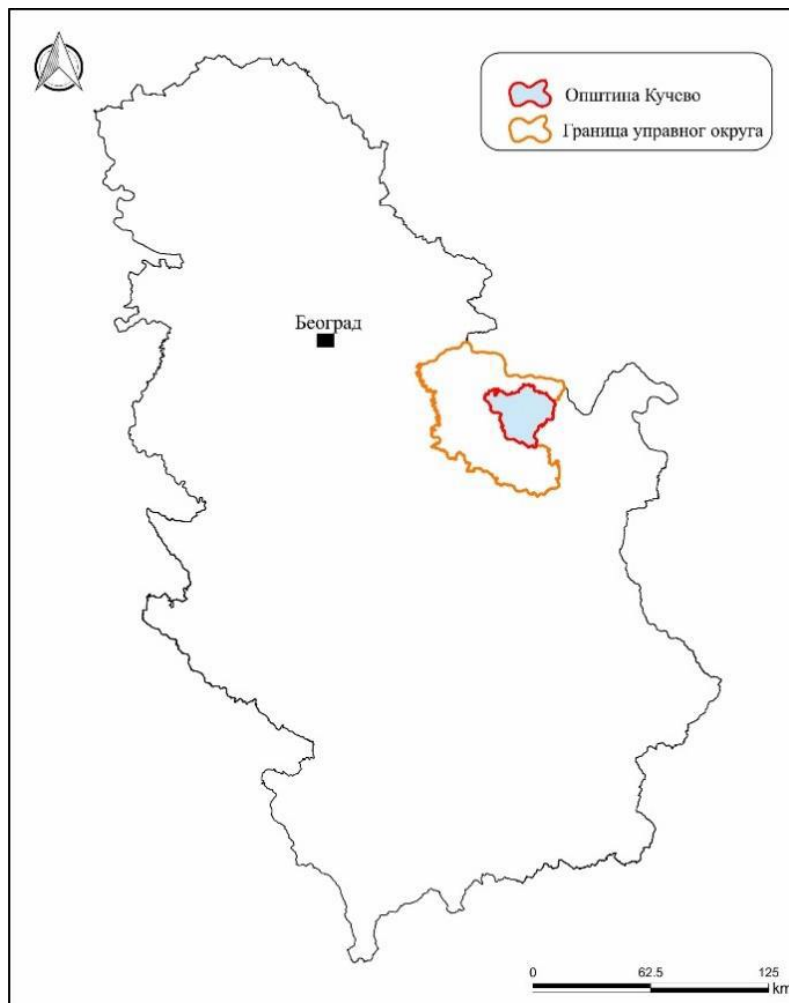 Општина Кучево
Граница управног округа
Београд
0 62.5 125
km